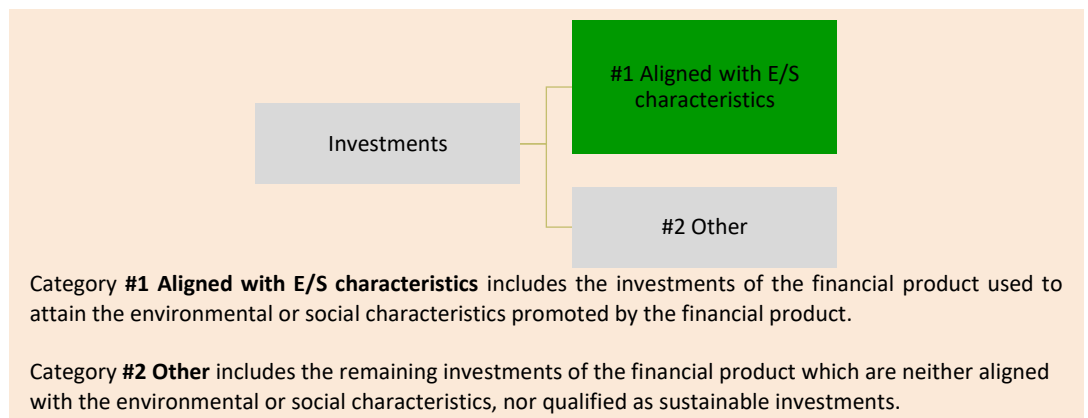 #1 Aligned with E/S
characteristics
Investments
#2 Other
Category #1 Aligned with E/S characteristics includes the investments of the financial product used to
attain the environmental or social characteristics promoted by the financial product.
Category #2 Other includes the remaining investments of the financial product which are neither aligned
with the environmental or social characteristics, nor qualified as sustainable investments.